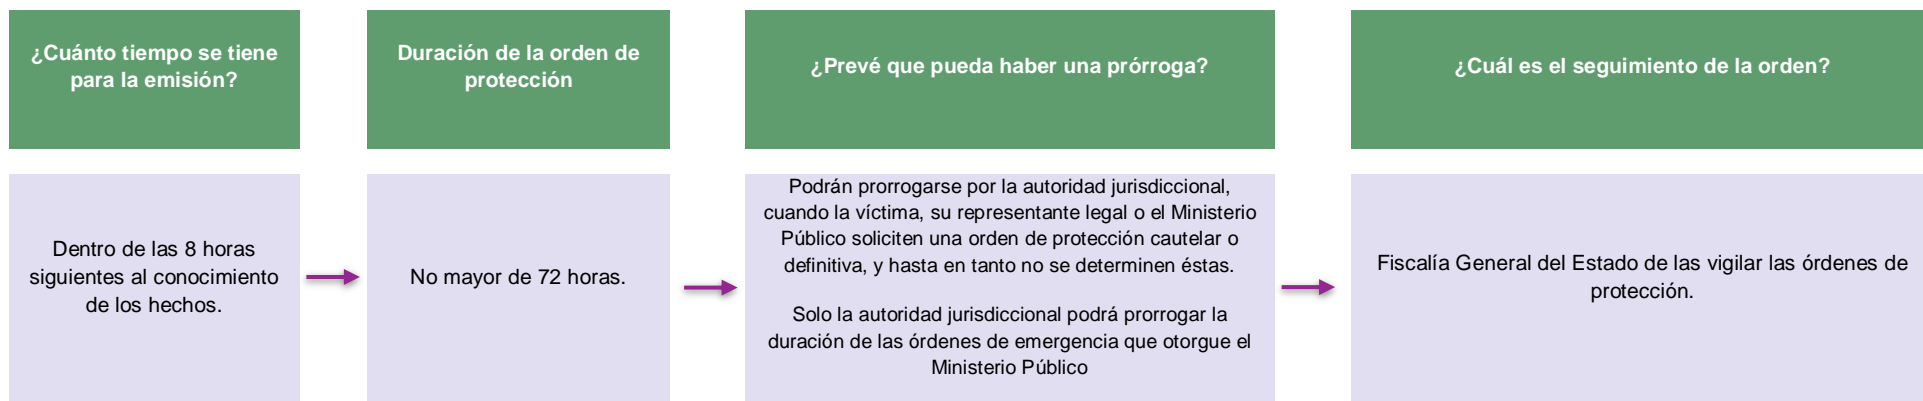 ¿Cuánto tiempo se tiene
para la emisión?
Duración de la orden de
protección
¿Prevé que pueda haber una prórroga?
¿Cuál es el seguimiento de la orden?
Dentro de las 8 horas
siguientes al conocimiento
de los hechos.
No mayor de 72 horas.
Podrán prorrogarse por la autoridad jurisdiccional,
cuando la víctima, su representante legal o el Ministerio
Público soliciten una orden de protección cautelar o
definitiva, y hasta en tanto no se determinen éstas.
Solo la autoridad jurisdiccional podrá prorrogar la
duración de las órdenes de emergencia que otorgue el
Ministerio Público
Fiscalía General del Estado de las vigilar las órdenes de
protección.